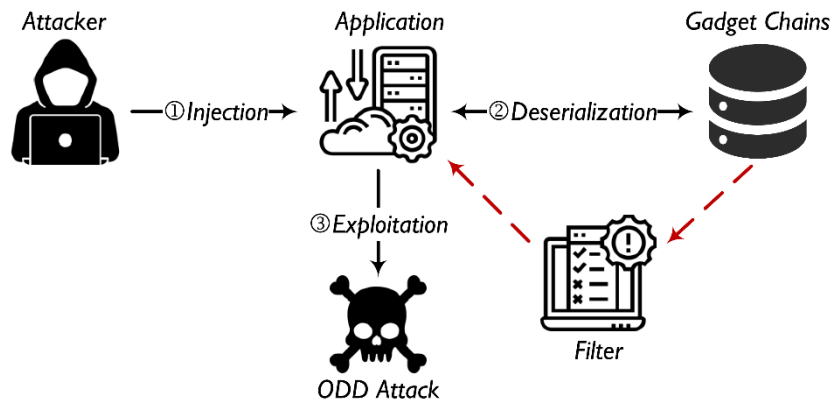 Attacker
Application
Gadget Chains
①Injection
②Deserialization
③Exploitation
Filter
ODD Attack